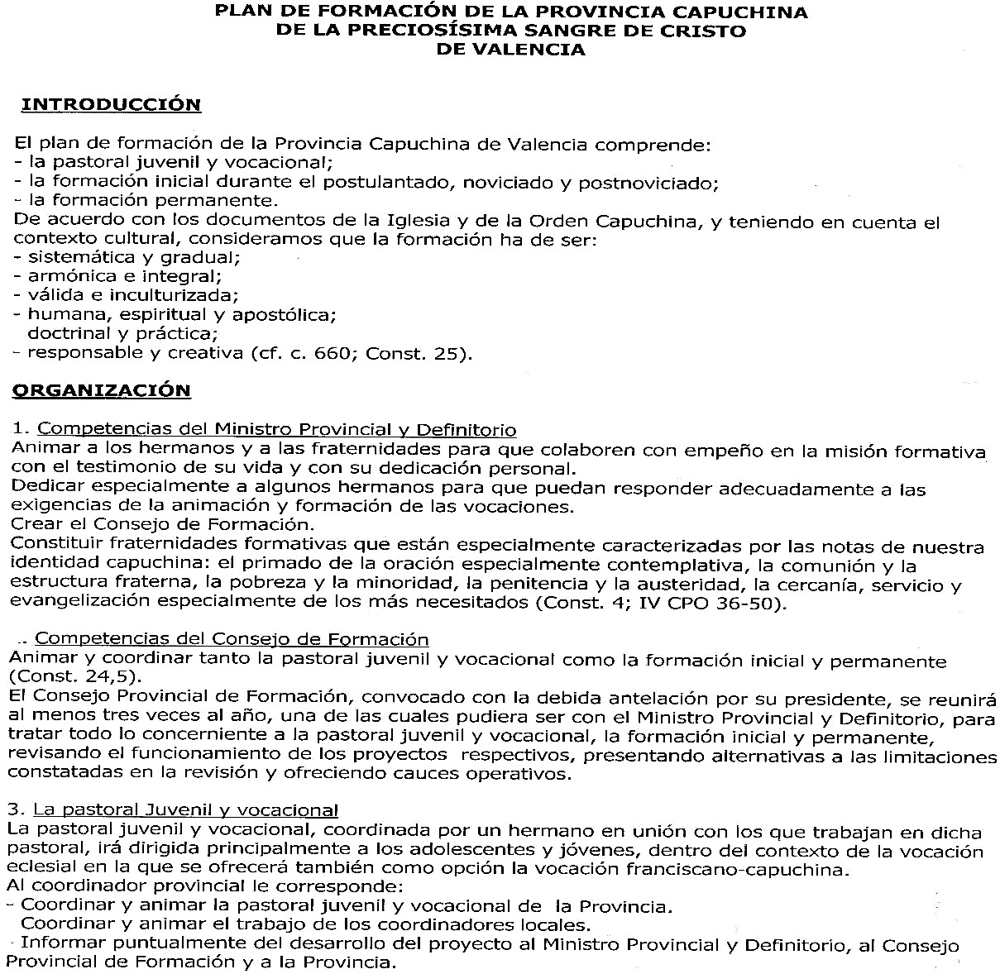 PLAN DE FORMACIÓN DE LA PROVINCIA CAPUCHINA
DE LA PRECIOSÍSIMA SANGRE DE CRISTO
DE VALENCIA
INTRODUCCIÓN
El plan de formación de la Provincia Capuchina de Valencia comprende:
- la pastoral juvenil y vocacional;
- la formación inicial durante el postulantado, noviciado y postnoviciado;
- la formación permanente.
De acuerdo con los documentos de la Iglesia y de la Orden Capuchina, y teniendo en cuenta el
contexto cultural, consideramos que la formación ha de ser:
- sistemática y gradual;
- armónica e integral;
- válida e inculturizada;
- humana, espiritual y apostólica;
doctrinal y práctica;
- responsable y creativa (cf. c. 660; Const. 25).
ORGANIZACIÓN
1. Competencias del Ministro Provincial y Definitorio
Animar a los hermanos y a las fraternidades para que colaboren con empeño en la misión formativa
con el testimonio de su vida y con su dedicación personal.
Dedicar especialmente a algunos hermanos para que puedan responder adecuadamente a las
exigencias de la animación y formación de las vocaciones.
Crear el Consejo de Formación.
Constituir fraternidades formativas que están especialmente caracterizadas por las notas de nuestra
identidad capuchina: el primado de la oración especialmente contemplativa, la comunión y la
estructura fraterna, la pobreza y la minoridad, la penitencia y la austeridad, la cercanía, servicio y
evangelización especialmente de los más necesitados (Const. 4; IV CPO 36-50).
.. Competencias del Consejo de Formación
Animar y coordinar tanto la pastoral juvenil y vocacional como la formación inicial y permanente
(Const. 24,5).
El Consejo Provincial de Formación, convocado con la debida antelación por su presidente, se reunirá
al menos tres veces al año, una de las cuales pudiera ser con el Ministro Provincial y Definitorio, para
tratar todo lo concerniente a la pastoral juvenil y vocacional, la formación inicial y permanente,
revisando el funcionamiento de los proyectos respectivos, presentando alternativas a las limitaciones
constatadas en la revisión y ofreciendo cauces operativos.
3. La pastoral Juvenil y vocacional
La pastoral juvenil y vocacional, coordinada por un hermano en unión con los que trabajan en dicha
pastoral, irá dirigida principalmente a los adolescentes y jóvenes, dentro del contexto de la vocación
eclesial en la que se ofrecerá también como opción la vocación franciscano-capuchina.
Al coordinador provincial le corresponde:
- Coordinar y animar la pastoral juvenil y vocacional de la Provincia.
Coordinar y animar el trabajo de los coordinadores locales.
- Informar puntualmente del desarrollo del proyecto al Ministro Provincial y Definitorio, al Consejo
Provincial de Formación y a la Provincia.